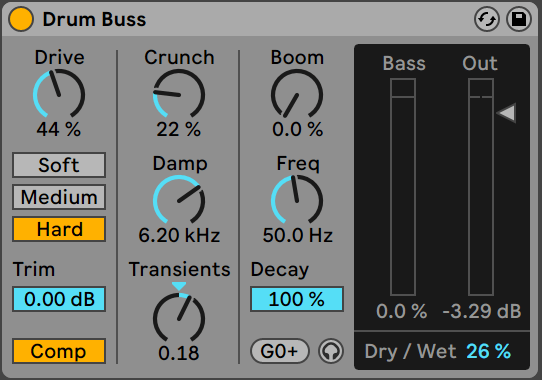 Drum Buss
Drive
Crunch
Boom
Bass
Out
44 %
22 %
0.0 %
Soft
Medium
Hard
Damp
Freq
6.20 kHz
50.0 Hz
Trim
Transients
Decay
0.00 dB
100 %
0.0 %
-3.29 dB
Comp
0.18
G0+
Dry / Wet 26 %